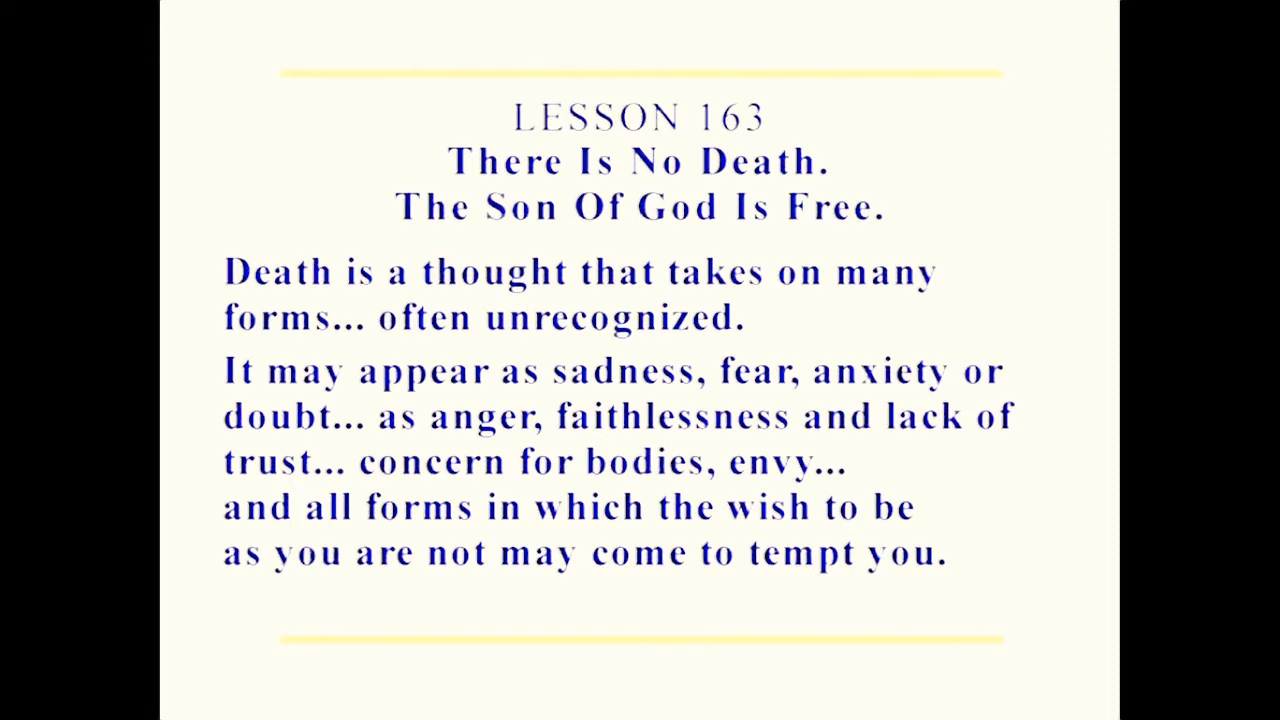 LESSON 163
There Is No Death.
The Son Of God Is Free.
Death is a thought that takes on many
forms... often unrecognized.
It may appear as sadness, fear, anxiety or
doubt... as anger, faithlessness and lack of
trust... concern for bodies, envy...
and all forms in which the wish to be
as you are not may come to tempt you.